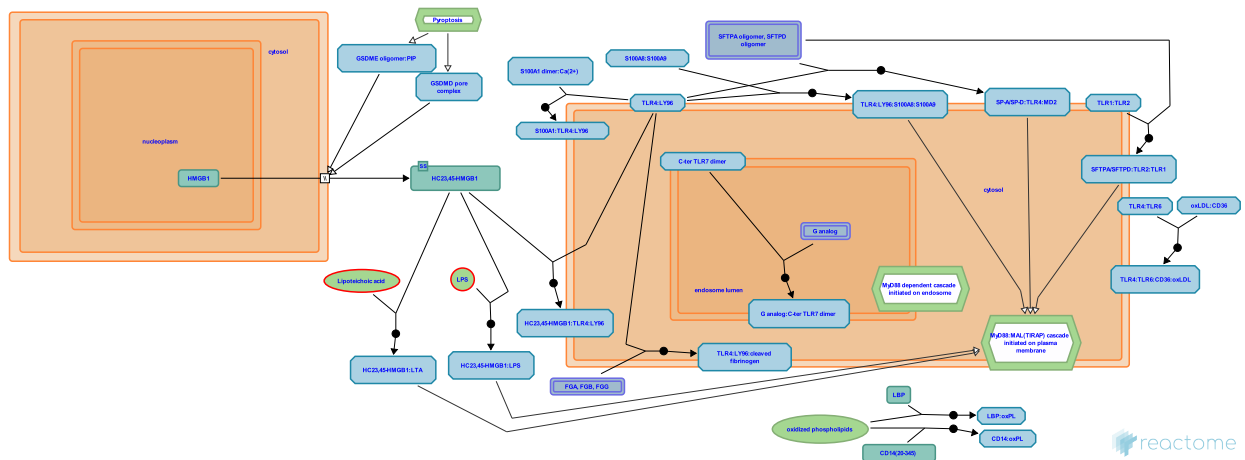 Pyroptosis
cytosol
GSDME oligomer:PIP
GSDMD pore
complex
nucleoplasm
HMGB1
SS
HC23,45-HMGB1
Lipoteichoic acid
LPS
HC23,45-HMGB1:LTA
HC23,45-HMGB1:LPS
HC23,45-HMGB1:TLR4:LY96
FGA, FGB, FGG
S100A1 dimer:Ca(2+)
S100A8:S100A9
SFTPA oligomer, SFTPD
oligomer
TLR4:LY96
S100A1:TLR4:LY96
TLR4:LY96:S100A8:S100A9
SP-A/SP-D:TLR4:MD2
TLR1:TLR2
C-ter TLR7 dimer
SFTPA/SFTPD:TLR2:TLR1
cytosol
TLR4:TLR6
oxLDL:CD36
G analog
TLR4:TLR6:CD36:oxLDL
endosome lumen
MyD88 dependent cascade
initiated on endosome
G analog:C-ter TLR7 dimer
MyD88:MAL(TIRAP) cascade
initiated on plasma
membrane
TLR4:LY96:cleaved
fibrinogen
LBP
oxidized phospholipids
LBP:oxPL
CD14:oxPL
CD14(20-345)
reactome